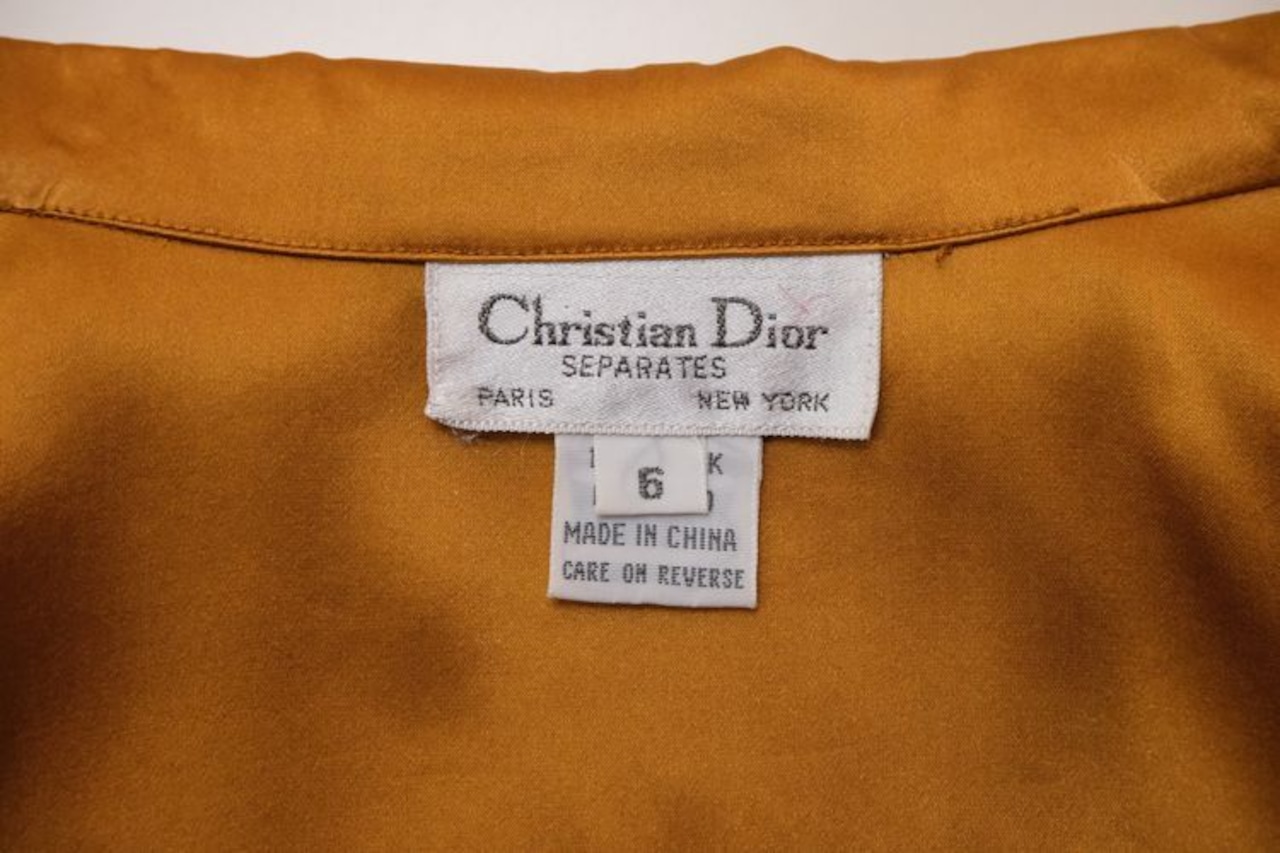 Christian Dior
SEPARATES
PARIS NEW YORK
6
MADE IN CHINA
CARE ON REVERSE